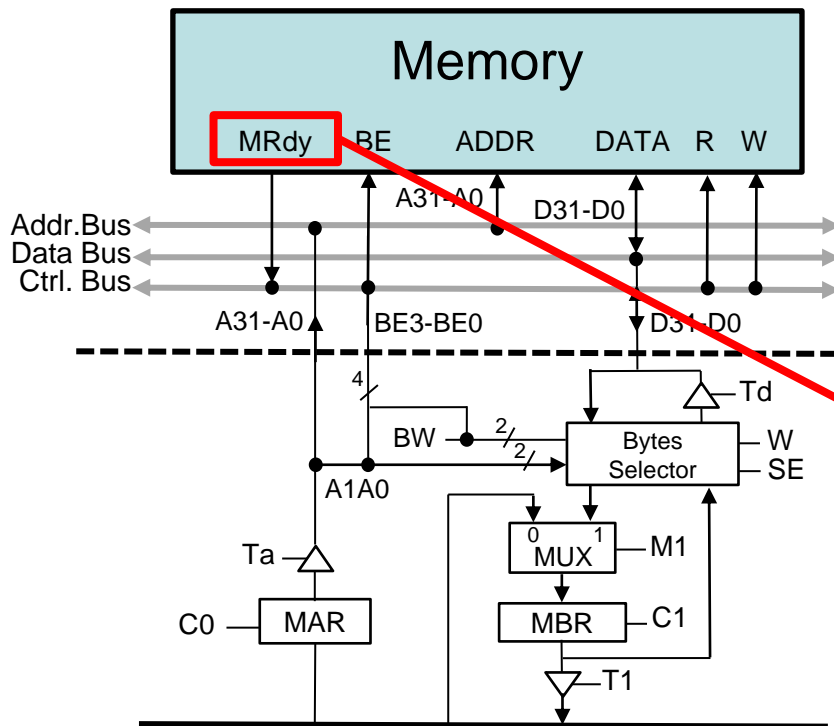 Memory
MRdy BE ADDR DATA R W
A31-A0 D31-D0
Addr.Bus
Data Bus
Ctrl. Bus
A31-A0 BE3-BE0 D31-D0
4
Td
BW 2
Bytes
Selector
W
2
SE
A1A0
0 1
MUX
M1
Ta
C0 MAR
MBR
C1
T1